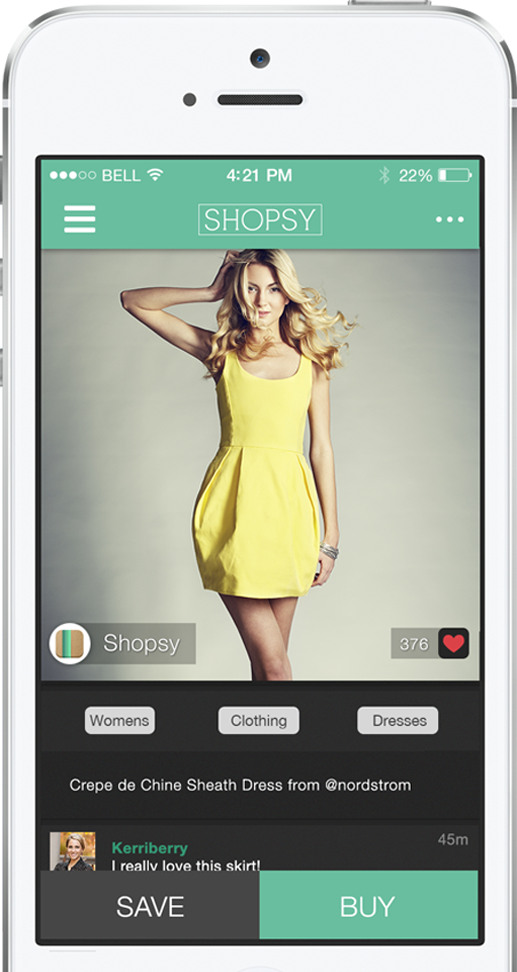 BELL 4:21 PM 22%
SHOPSY
Shopsy 376
Womens Clothing Dresses
Crepe de Chine Sheath Dress from @nordstrom
Kerriberry 45m
I really love this skirt!
SAVE BUY